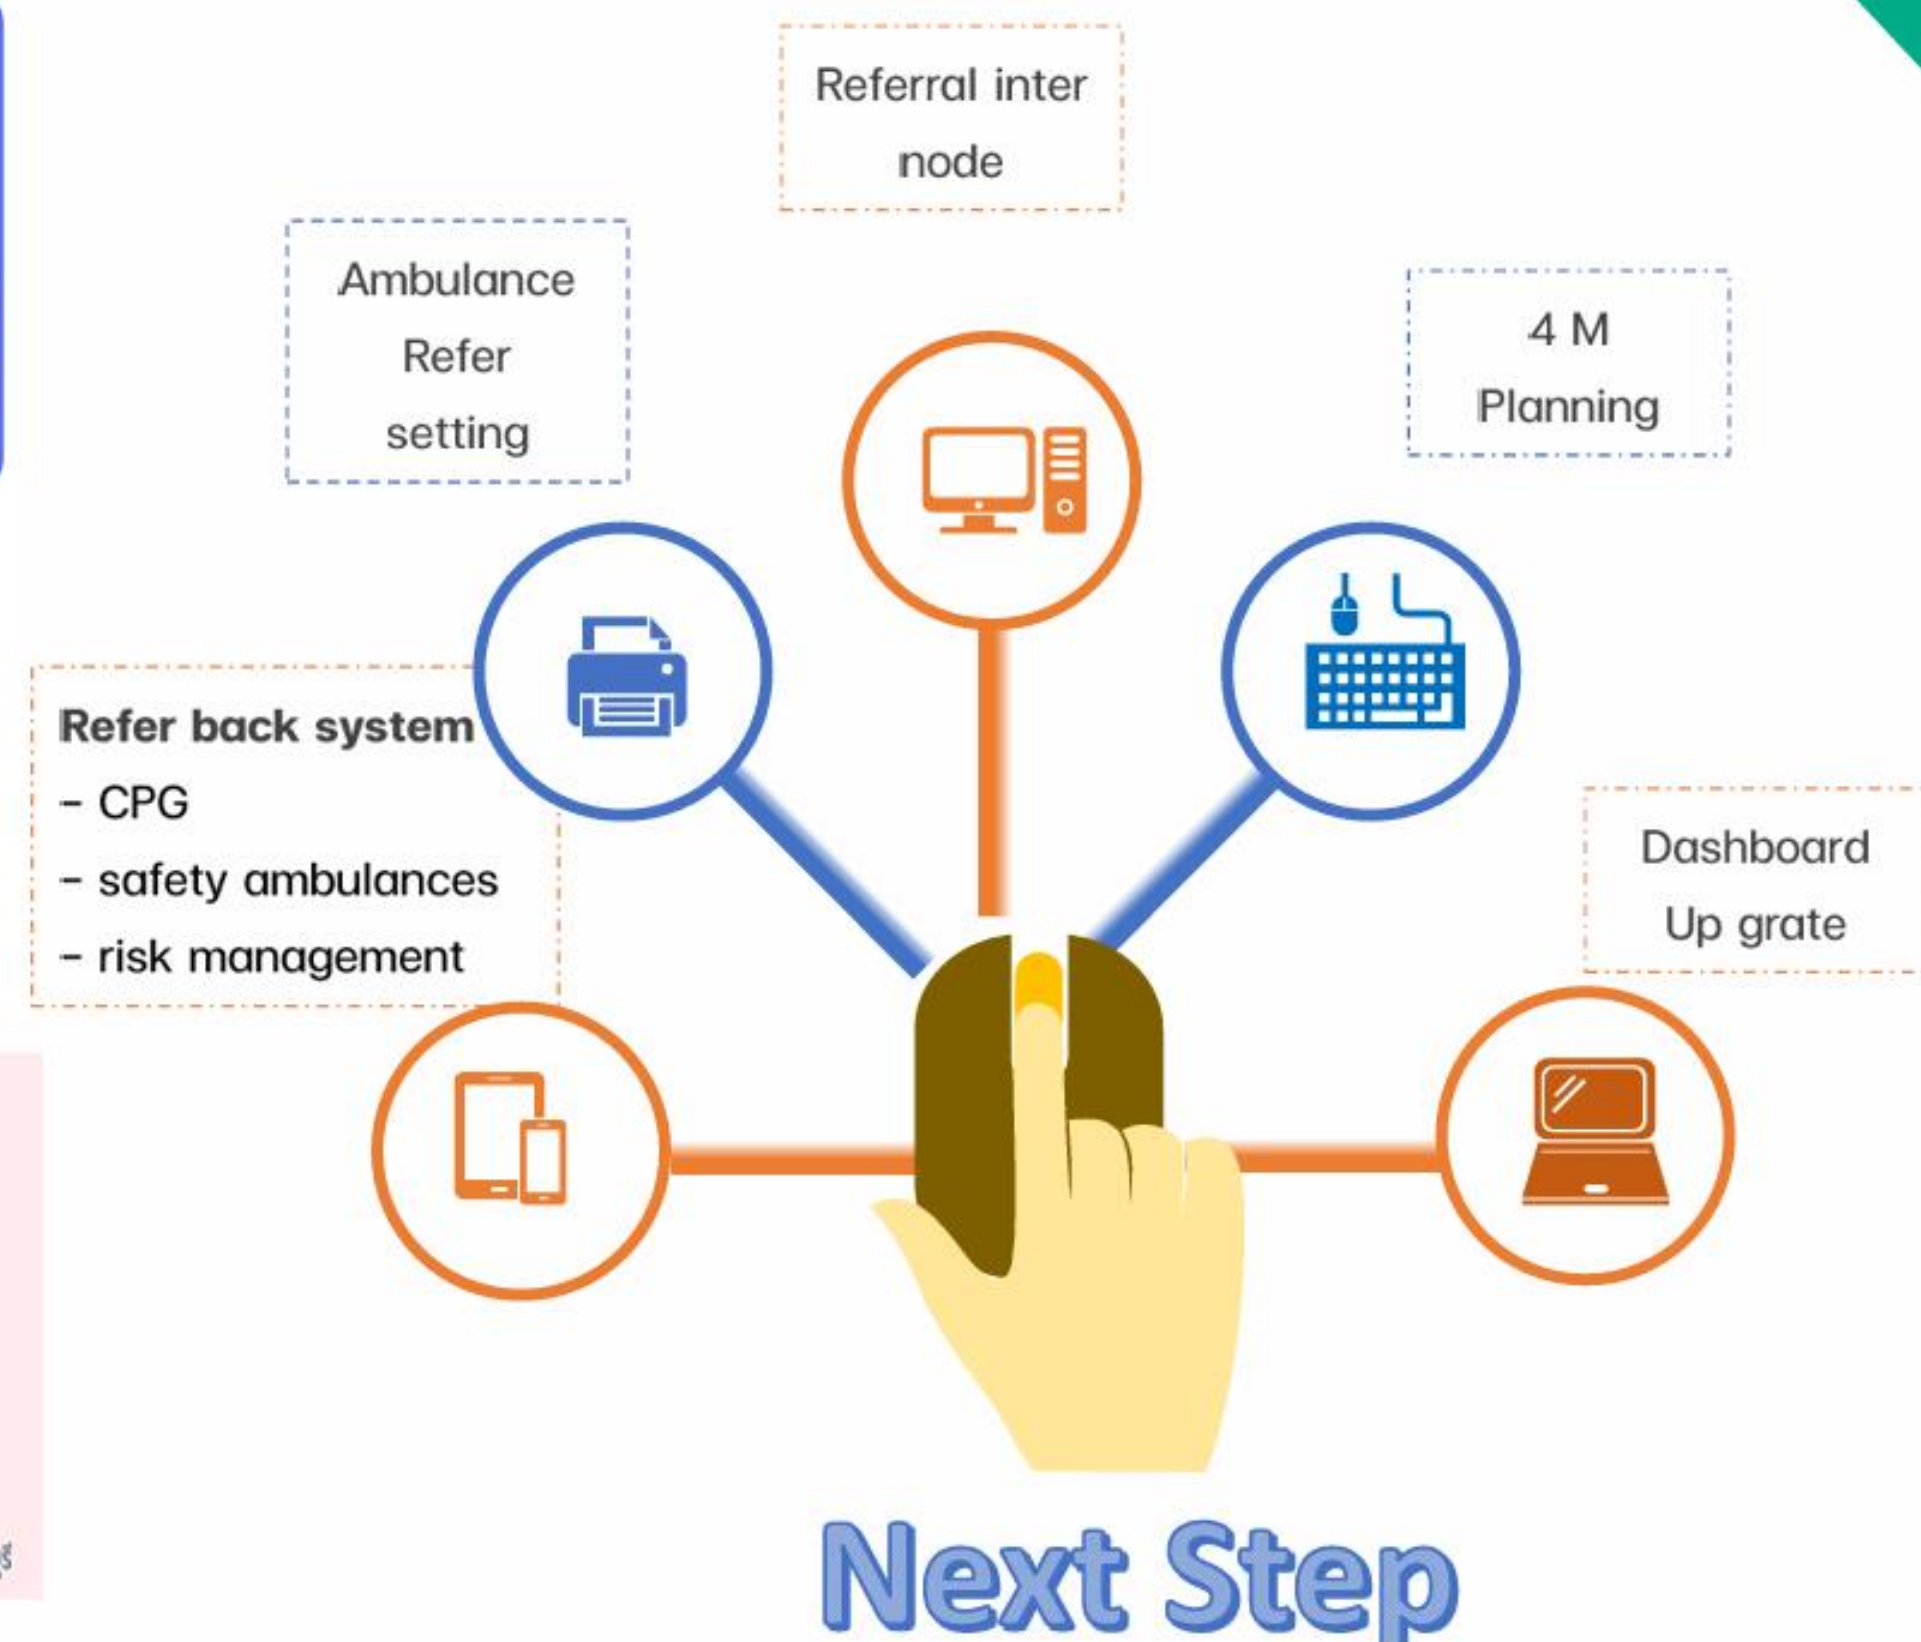 Referral inter
node
Ambulance
Refer
setting
4 M
Planning
Refer back system
- CPG
- safety ambulances
- risk management
Dashboard
Up grate
Next Step